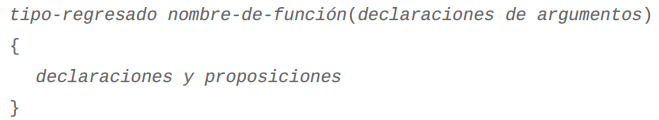 tipo-regresado nombre-de-función(declaraciones de argumentos)
{
declaraciones y proposiciones
}